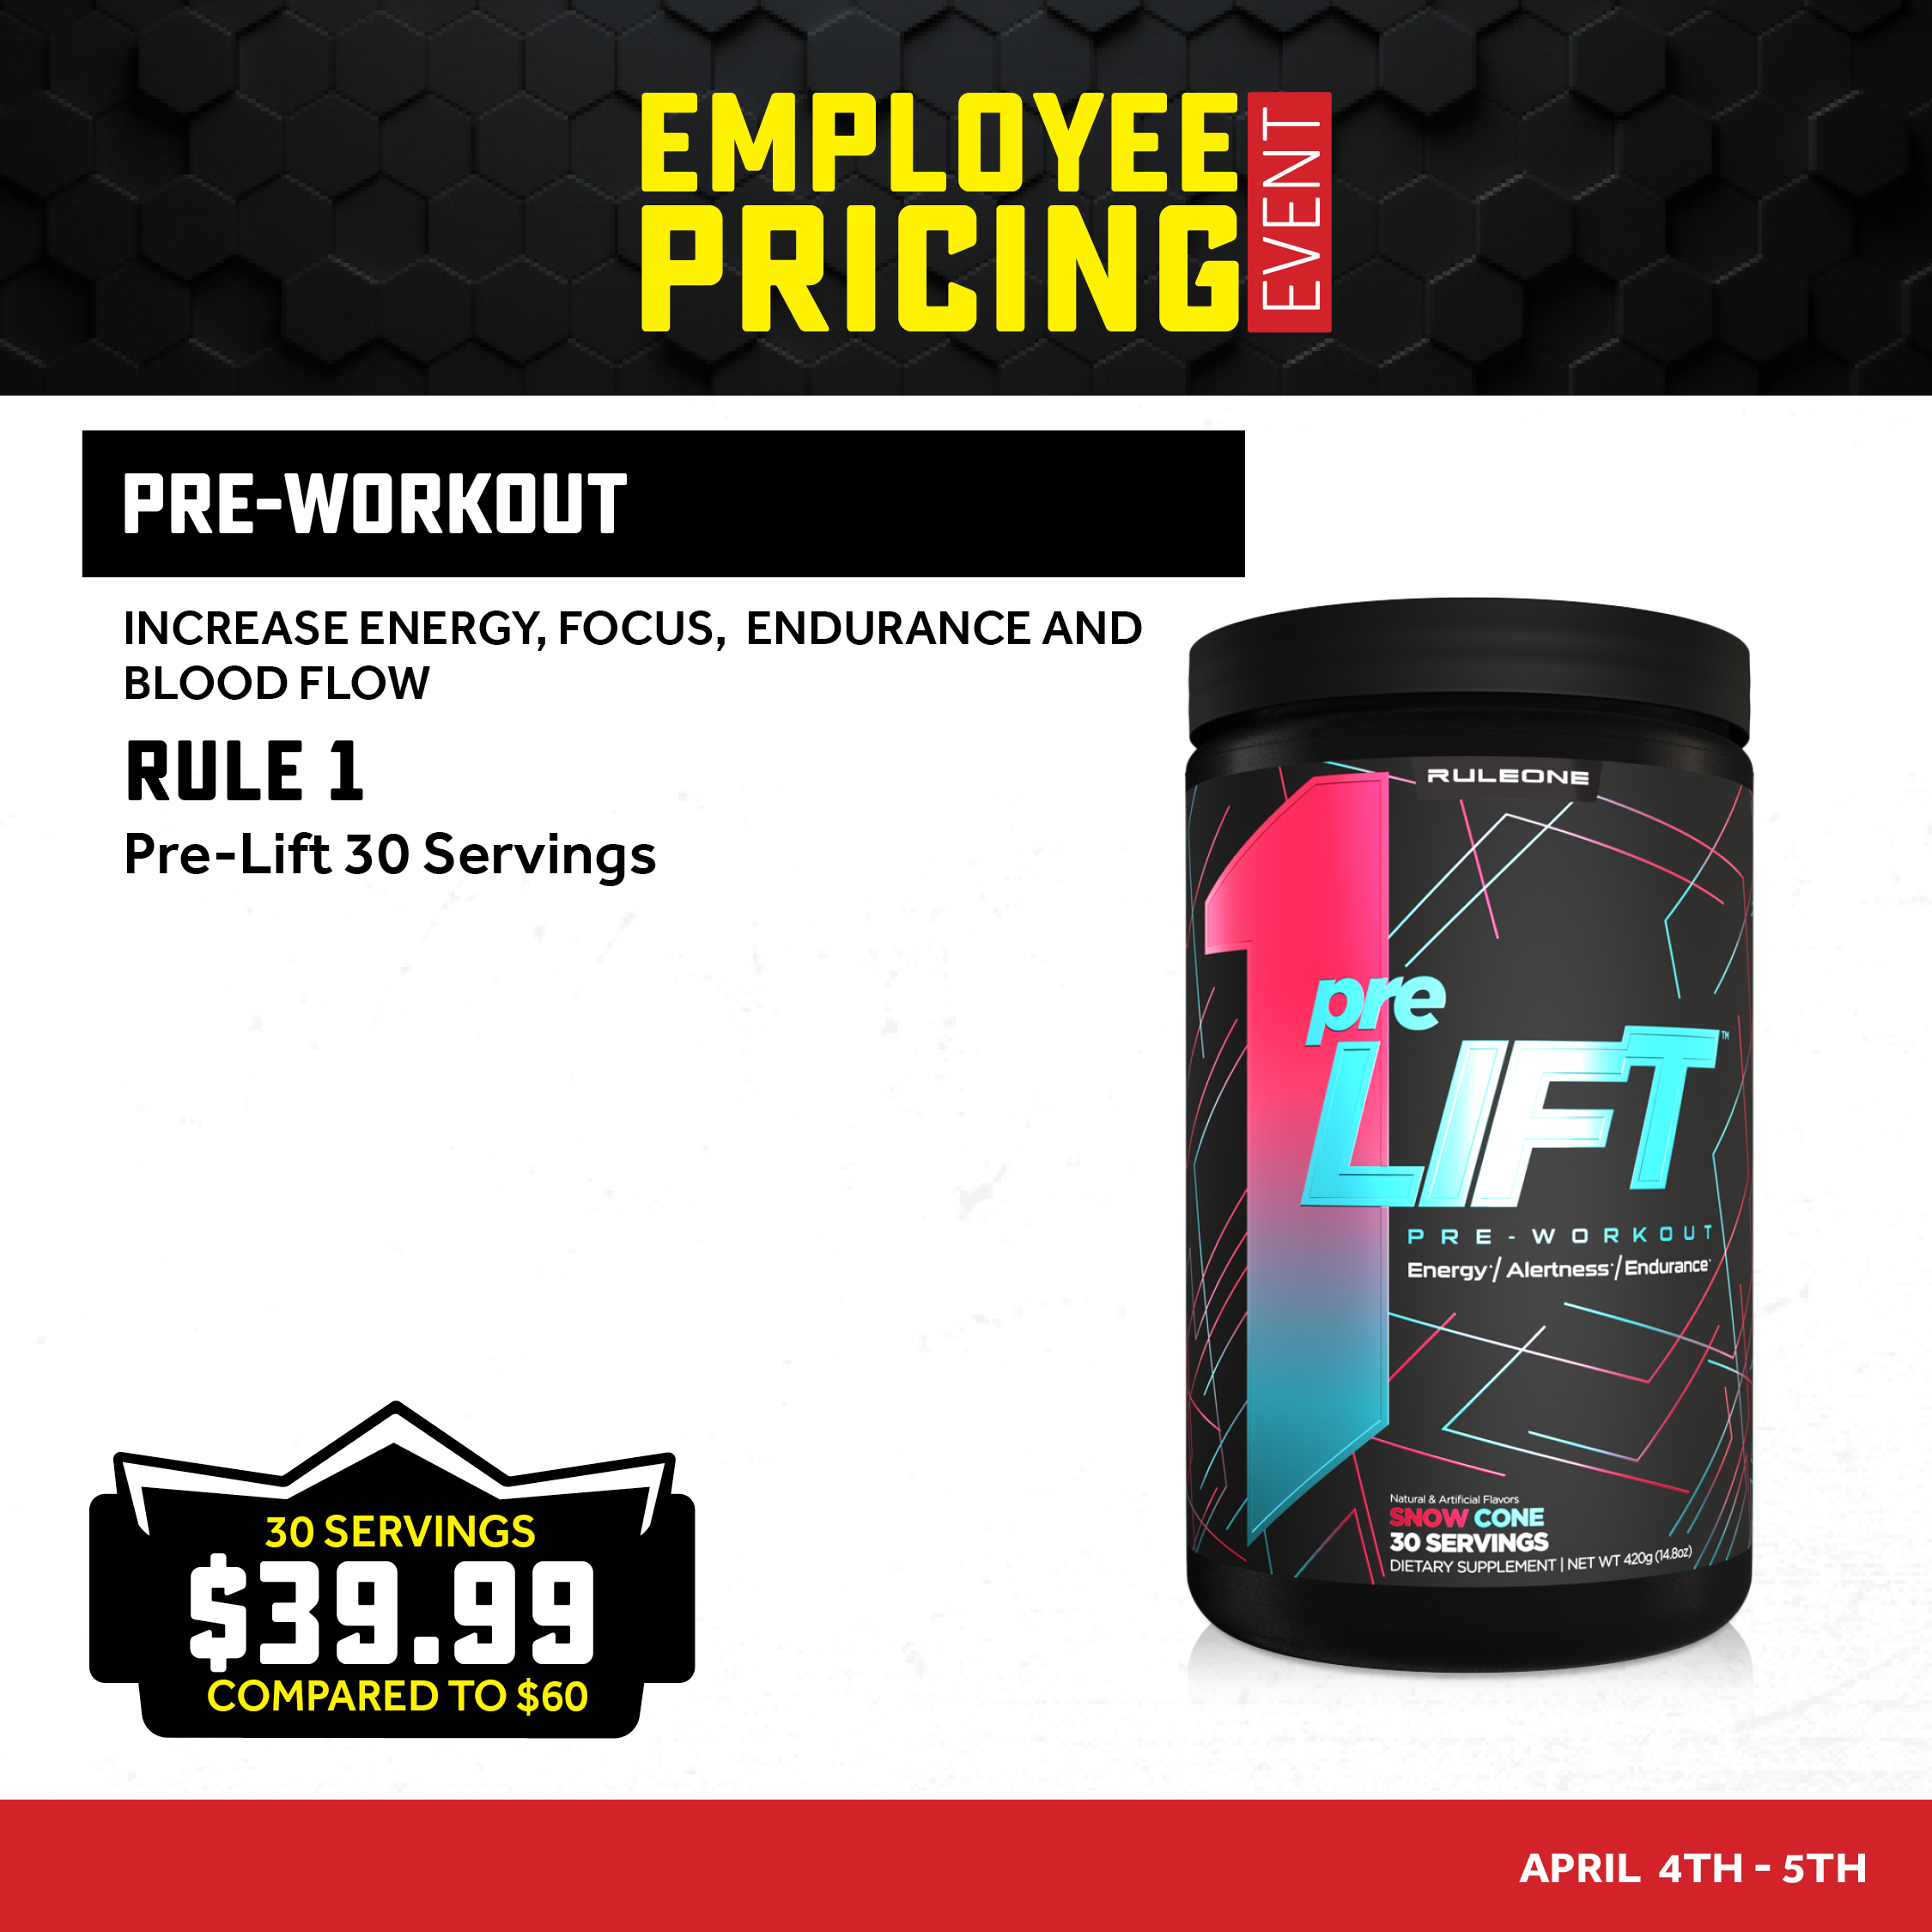 EMPLOYEE
PRICING
EVENT
PRE-WORKOUT
INCREASE ENERGY, FOCUS, ENDURANCE AND
BLOOD FLOW
RULE 1
Pre-Lift 30 Servings
RULEONE
1
pre
LIFT™
PRE-WORKOUT
Energy*/Alertness*/Endurance*
Natural & Artificial Flavors
SNOW CONE
30 SERVINGS
DIETARY SUPPLEMENT | NET WT 420g (14.8oz)
30 SERVINGS
$39.99
COMPARED TO $60
APRIL 4TH - 5TH